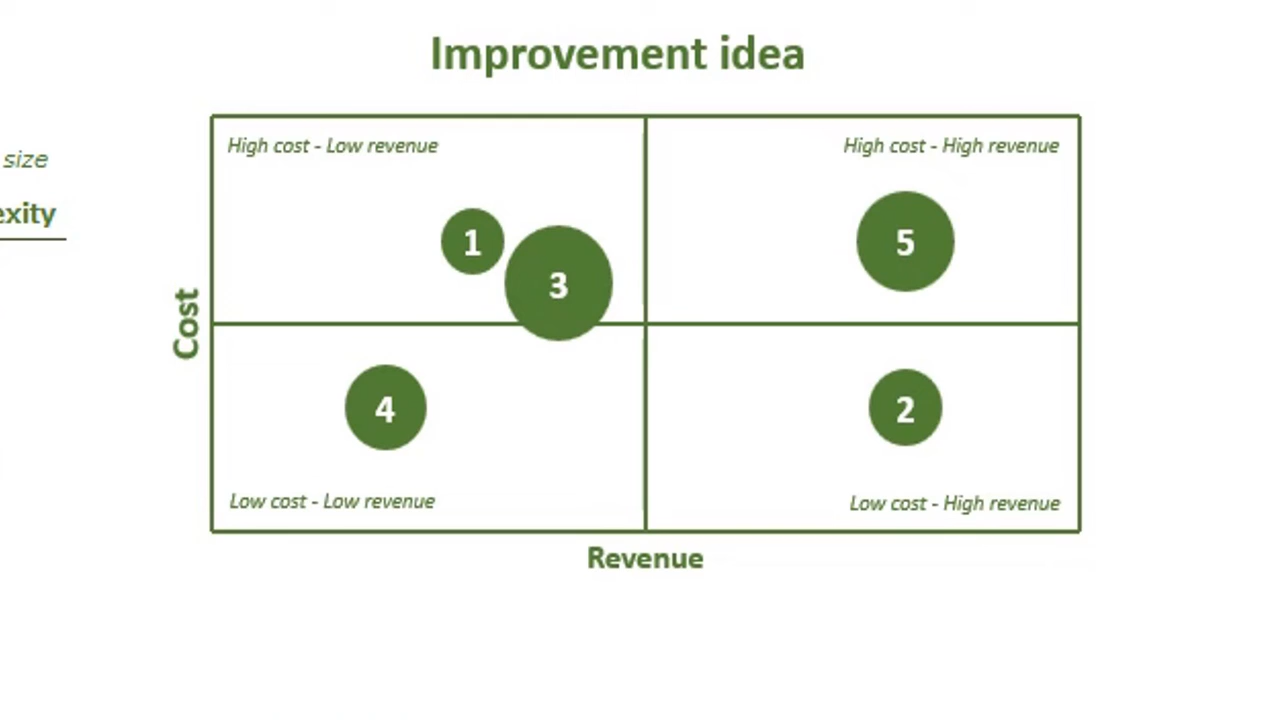 Improvement idea
High cost - Low revenue
High cost - High revenue
size
exity
1
5
3
Cost
4
2
Low cost - Low revenue
Low cost - High revenue
Revenue